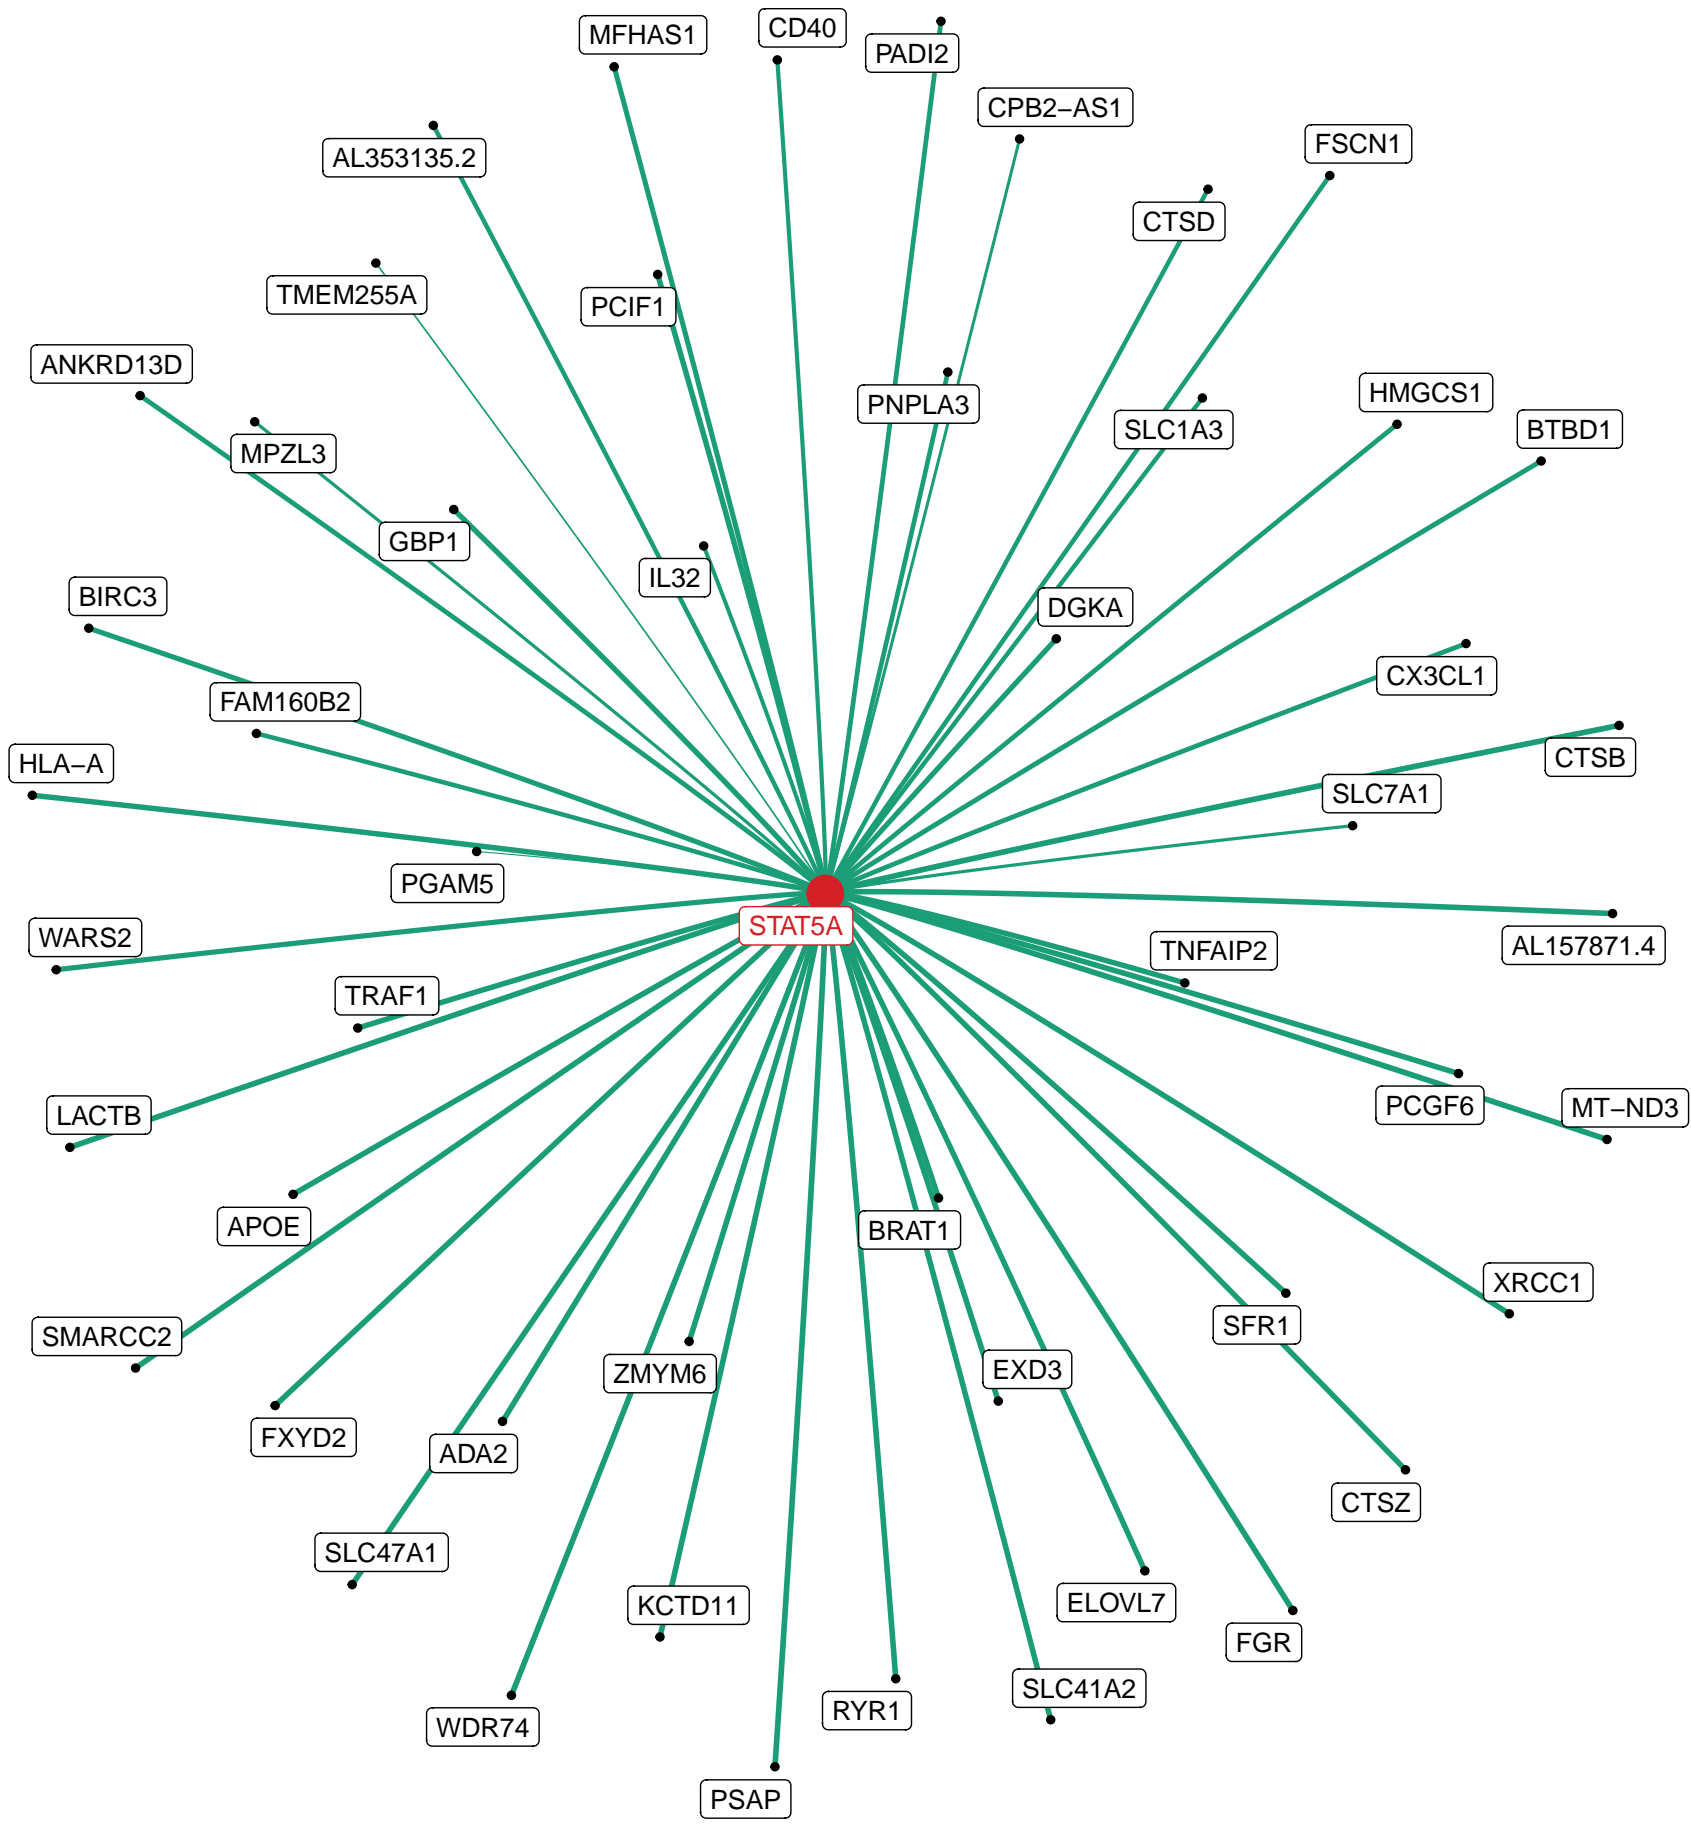 MFHAS1
CD40
PADI2
CPB2−AS1
FSCN1
AL353135.2
CTSD
TMEM255A
PCIF1
ANKRD13D
HMGCS1
PNPLA3
SLC1A3
BTBD1
MPZL3
GBP1
IL32
BIRC3
DGKA
CX3CL1
FAM160B2
CTSB
HLA−A
SLC7A1
PGAM5
STAT5A
WARS2
AL157871.4
TNFAIP2
TRAF1
PCGF6
MT−ND3
LACTB
APOE
BRAT1
XRCC1
SFR1
SMARCC2
EXD3
ZMYM6
FXYD2
ADA2
CTSZ
SLC47A1
ELOVL7
KCTD11
FGR
SLC41A2
RYR1
WDR74
PSAP